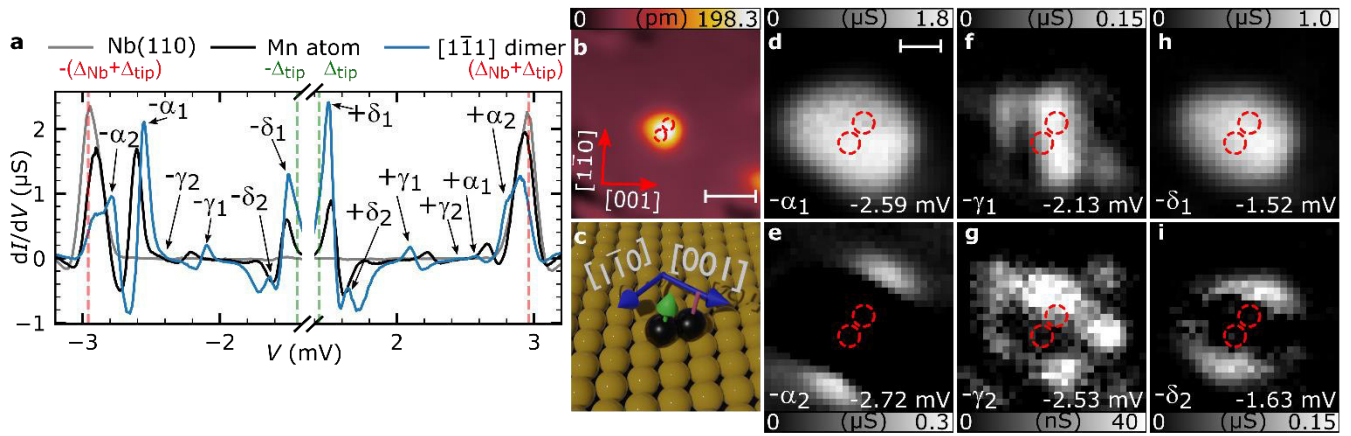 a
Nb(110) Mn atom [11̅1] dimer
-(ΔNb+Δtip) -Δtip Δtip (ΔNb+Δtip)
-α2 -α1 -γ2 -γ1 -δ2 -δ1 +δ1 +δ2 +γ1 +γ2 +α1 +α2
dI/dV (µS)
2
1
0
−1
−3 −2 2 3
V (mV)
0 (pm) 198.3
b
[11̅0]
[001]
c
[11̅0] [001]
0 (µS) 1.8
d
-α1 -2.59 mV
e
-α2 -2.72 mV
0 (µS) 0.3
0 (µS) 0.15
f
-γ1 -2.13 mV
g
-γ2 -2.53 mV
0 (nS) 40
0 (µS) 1.0
h
-δ1 -1.52 mV
i
-δ2 -1.63 mV
0 (µS) 0.15